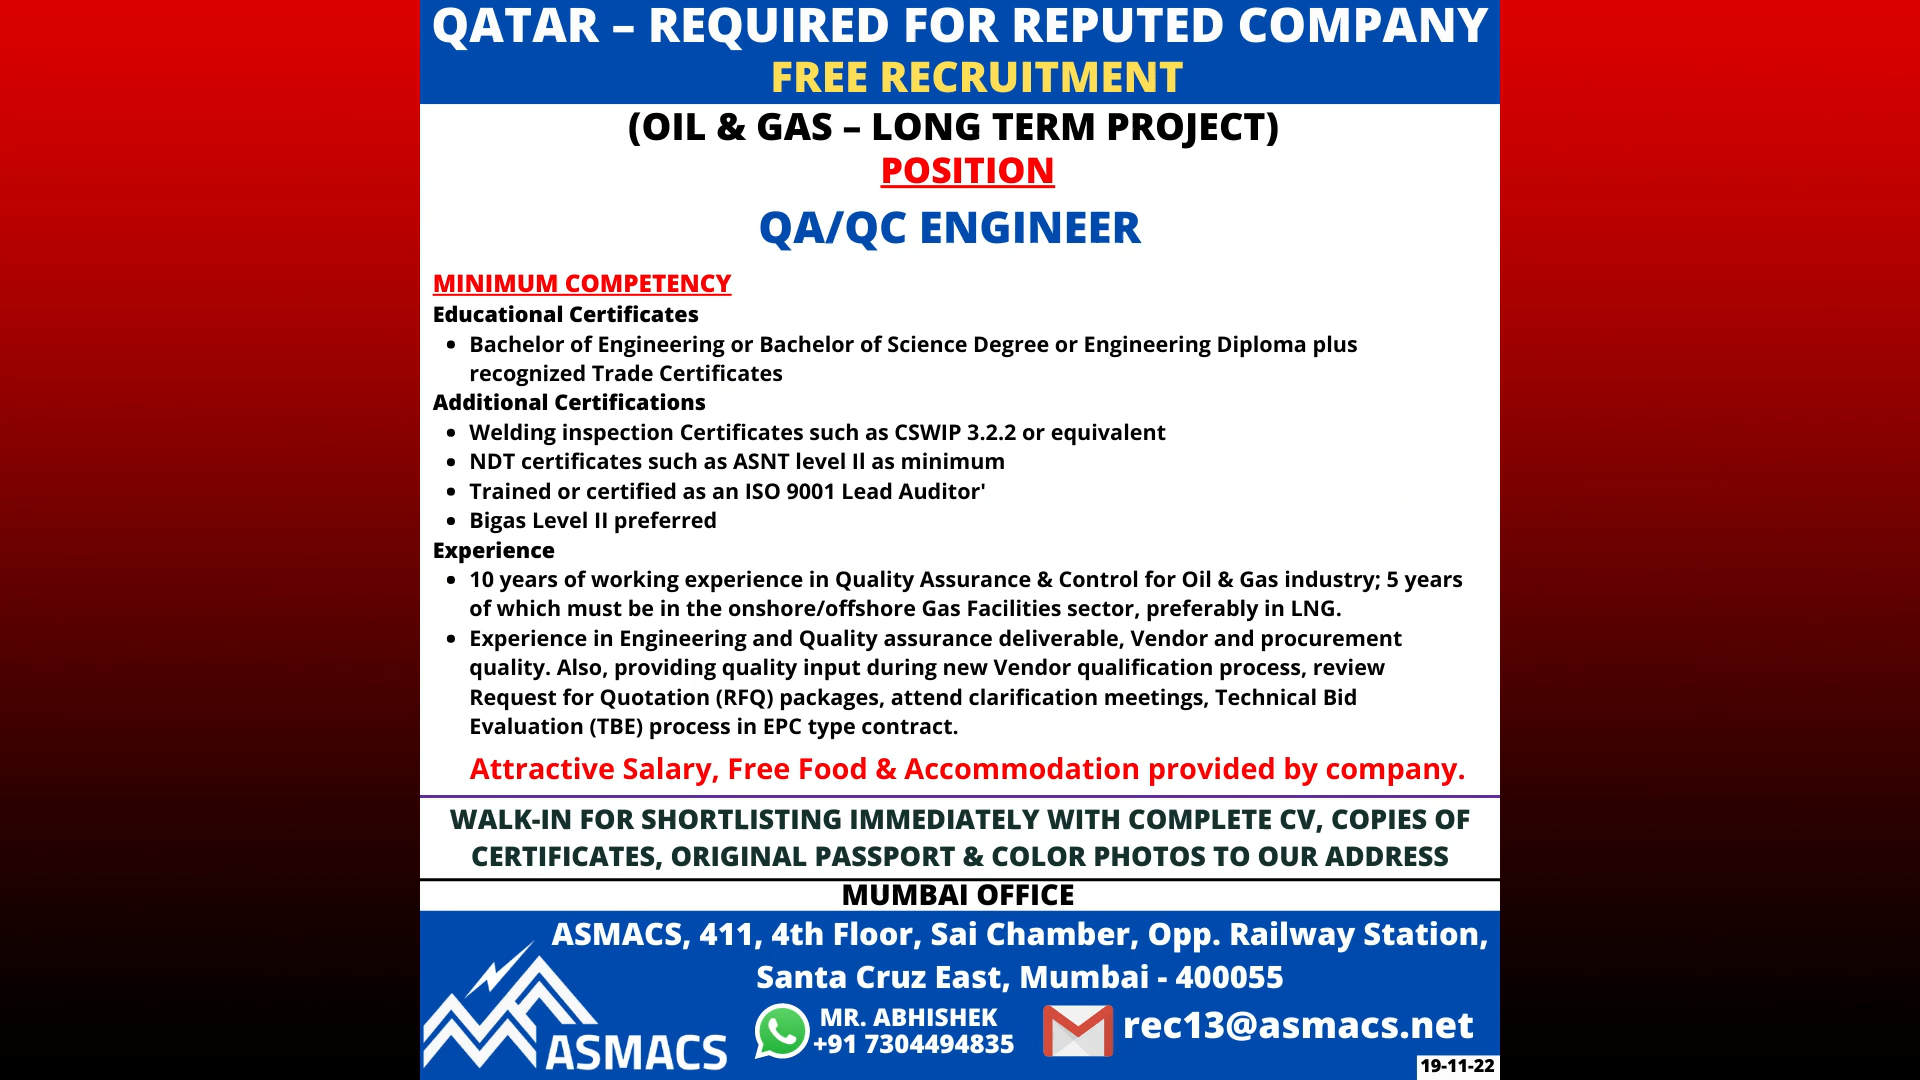 QATAR – REQUIRED FOR REPUTED COMPANY
FREE RECRUITMENT
(OIL & GAS – LONG TERM PROJECT)
POSITION
QA/QC ENGINEER
MINIMUM COMPETENCY
Educational Certificates
• Bachelor of Engineering or Bachelor of Science Degree or Engineering Diploma plus
recognized Trade Certificates
Additional Certifications
• Welding inspection Certificates such as CSWIP 3.2.2 or equivalent
• NDT certificates such as ASNT level Il as minimum
• Trained or certified as an ISO 9001 Lead Auditor'
• Bigas Level II preferred
Experience
• 10 years of working experience in Quality Assurance & Control for Oil & Gas industry; 5 years
of which must be in the onshore/offshore Gas Facilities sector, preferably in LNG.
• Experience in Engineering and Quality assurance deliverable, Vendor and procurement
quality. Also, providing quality input during new Vendor qualification process, review
Request for Quotation (RFQ) packages, attend clarification meetings, Technical Bid
Evaluation (TBE) process in EPC type contract.
Attractive Salary, Free Food & Accommodation provided by company.
WALK-IN FOR SHORTLISTING IMMEDIATELY WITH COMPLETE CV, COPIES OF
CERTIFICATES, ORIGINAL PASSPORT & COLOR PHOTOS TO OUR ADDRESS
MUMBAI OFFICE
ASMACS, 411, 4th Floor, Sai Chamber, Opp. Railway Station,
Santa Cruz East, Mumbai - 400055
ASMACS
MR. ABHISHEK
+91 7304494835
rec13@asmacs.net
19-11-22